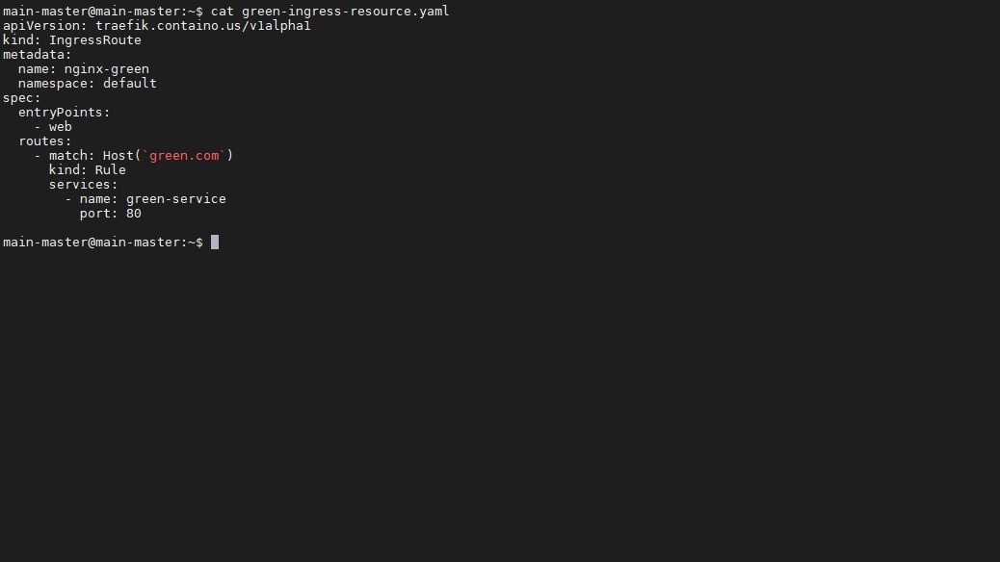 main-master@main-master:~$ cat green-ingress-resource.yaml
apiVersion: traefik.containo.us/v1alpha1
kind: IngressRoute
metadata:
  name: nginx-green
  namespace: default
spec:
  entryPoints:
    - web
  routes:
    - match: Host(`green.com`)
      kind: Rule
      services:
        - name: green-service
          port: 80
main-master@main-master:~$